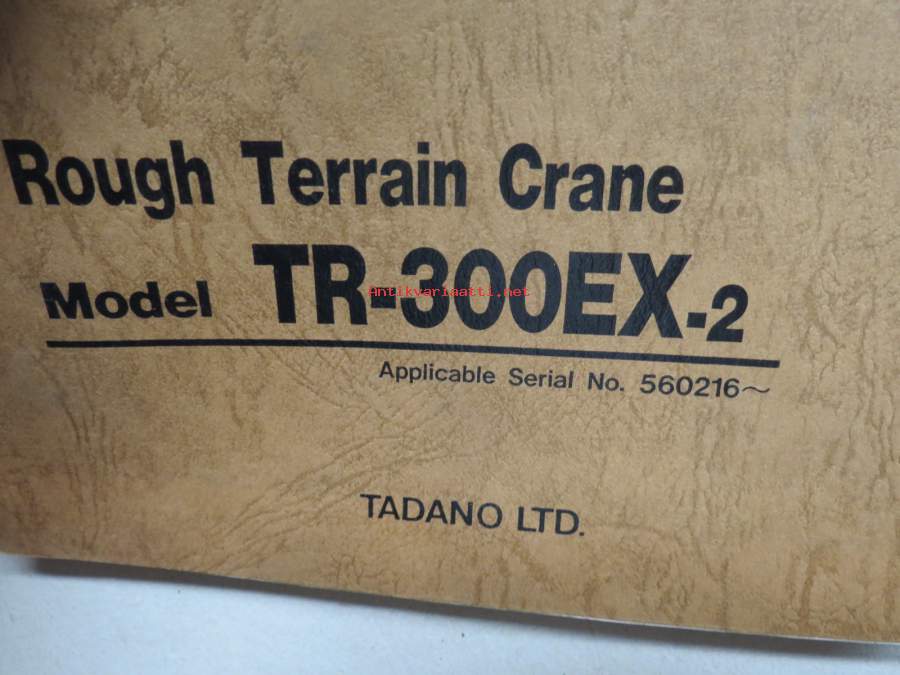 Rough Terrain Crane
Model TR-300EX-2
Antikvariaatti.net
Applicable Serial No. 560216~
TADANO LTD.